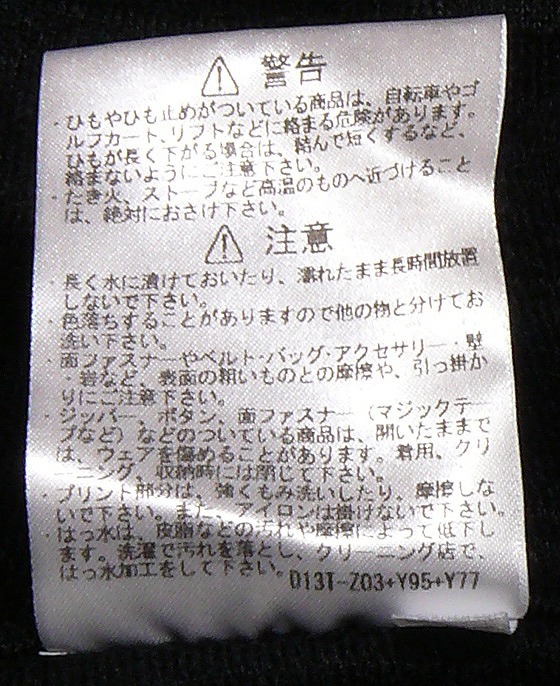 ⚠ 警告
・ひもやひも止めがついている商品は、自転車やゴ
ルフカート、リフトなどに絡まる危険があります。
ひもが長く下がる場合は、結んで短くするなど、
絡まないようにご注意下さい。
・たき火、ストーブなど高温のものへ近づけること
は、絶対におさけ下さい。
⚠ 注意
・長く水に漬けておいたり、濡れたまま長時間放置
しないで下さい。
・色落ちすることがありますので他の物と分けてお
洗い下さい。
・面ファスナーやベルト・バッグ・アクセサリー・壁
・岩など、表面の粗いものとの摩擦や、引っ掛か
りにご注意下さい。
・ジッパー、ボタン、面ファスナー（マジックテー
プなど）などのついている商品は、開いたままで
は、ウェアを傷めることがあります。着用、クリ
ーニング、収納時には閉じて下さい。
・プリント部分は、強くもみ洗いしたり、摩擦しな
いで下さい。また、アイロンは掛けないで下さい。
・はっ水は、皮脂などの汚れや摩擦によって低下し
ます。洗濯で汚れを落とし、クリーニング店で、
はっ水加工をして下さい。
D13T-Z03+Y95+Y77